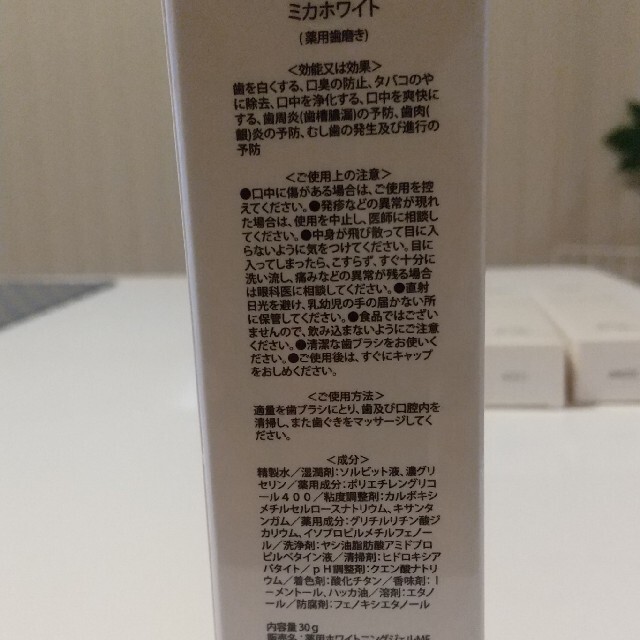 ミカホワイト
(薬用歯磨き)
＜効能又は効果＞
歯を白くする、口臭の防止、タバコのや
に除去、口中を浄化する、口中を爽快に
する、歯周炎(歯槽膿漏)の予防、歯肉(
齦)炎の予防、むし歯の発生及び進行の
予防
＜ご使用上の注意＞
●口中に傷がある場合は、ご使用を控
えてください。●発疹などの異常が現れ
た場合は、使用を中止し、医師に相談し
てください。●中身が飛び散って目に入
らないように気をつけてください。目に
入ってしまったら、こすらず、すぐ十分に
洗い流し、痛みなどの異常が残る場合
は眼科医に相談してください。●直射
日光を避け、乳幼児の手の届かない所
に保管してください。●食品ではござい
ませんので、飲み込まないようにご注意
ください。●清潔な歯ブラシをお使いく
ださい。●ご使用後は、すぐにキャップ
をおしめください。
＜ご使用方法＞
適量を歯ブラシにとり、歯及び口腔内を
清掃し、また歯ぐきをマッサージしてく
ださい。
＜成分＞
精製水／湿潤剤：ソルビット液、濃グリ
セリン／薬用成分：ポリエチレングリコ
ール４００／粘度調整剤：カルボキシ
メチルセルロースナトリウム、キサンタ
ンガム／薬用成分：グリチルリチン酸ジ
カリウム、イソプロピルメチルフェノー
ル／洗浄剤：ヤシ油脂肪酸アミドプロ
ピルベタイン液／清掃剤：ヒドロキシア
パタイト／ｐＨ調整剤：クエン酸ナトリ
ウム／着色剤：酸化チタン／香味剤：ｌ
ーメントール、ハッカ油／溶剤：エタノ
ール／防腐剤：フェノキシエタノール
内容量 30ｇ
販売名：薬用ホワイトニングジェルMF